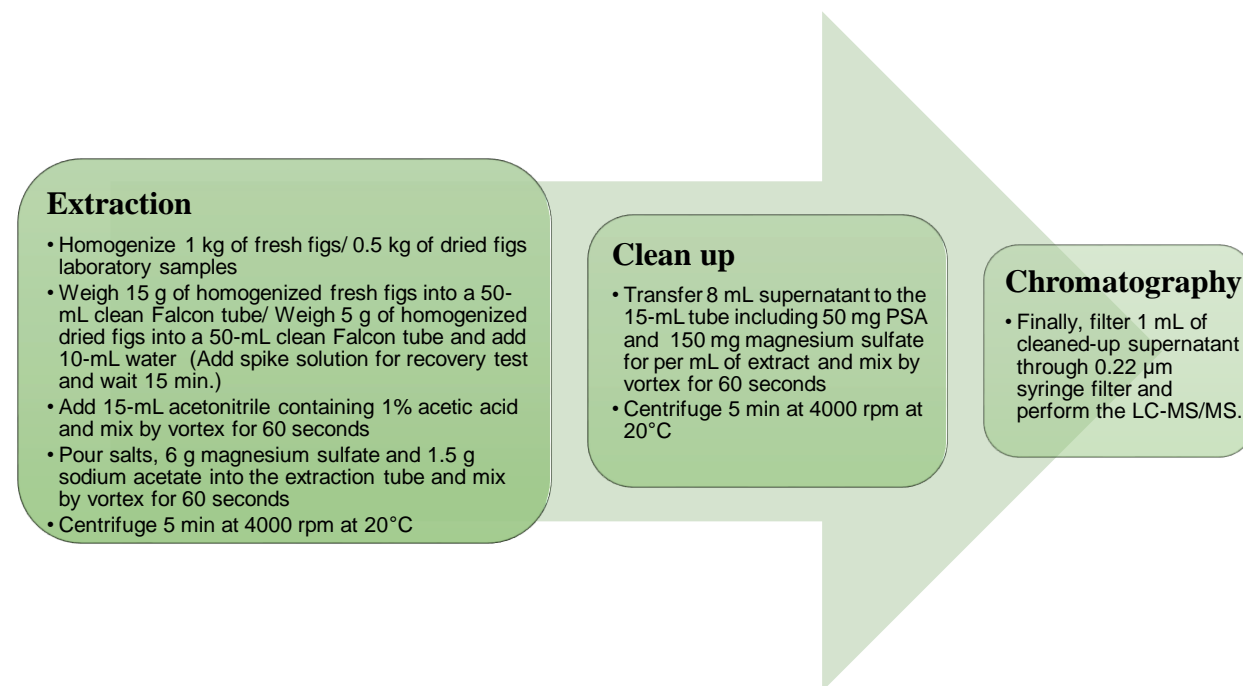 Extraction
• Homogenize 1 kg of fresh figs/ 0.5 kg of dried figs
laboratory samples
• Weigh 15 g of homogenized fresh figs into a 50-
mL clean Falcon tube/ Weigh 5 g of homogenized
dried figs into a 50-mL clean Falcon tube and add
10-mL water (Add spike solution for recovery test
and wait 15 min.)
• Add 15-mL acetonitrile containing 1% acetic acid
and mix by vortex for 60 seconds
• Pour salts, 6 g magnesium sulfate and 1.5 g
sodium acetate into the extraction tube and mix
by vortex for 60 seconds
• Centrifuge 5 min at 4000 rpm at 20°C
Clean up
• Transfer 8 mL supernatant to the
15-mL tube including 50 mg PSA
and 150 mg magnesium sulfate
for per mL of extract and mix by
vortex for 60 seconds
• Centrifuge 5 min at 4000 rpm at
20°C
Chromatography
• Finally, filter 1 mL of
cleaned-up supernatant
through 0.22 µm
syringe filter and
perform the LC-MS/MS.